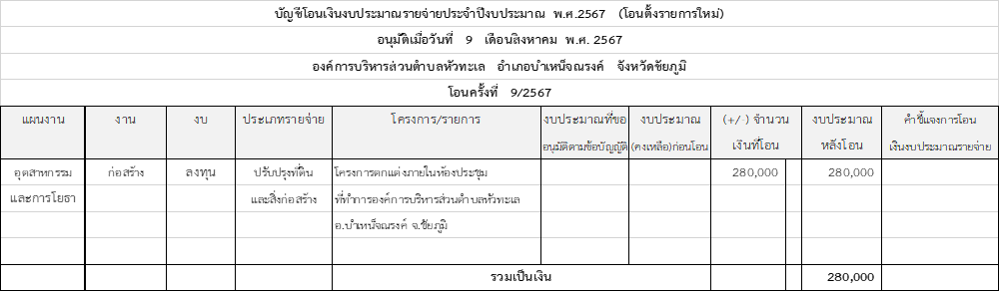 บัญชีโอนเงินงบประมาณรายจ่ายประจำปีงบประมาณ พ.ศ.2567 (โอนตั้งรายการใหม่)
อนุมัติเมื่อวันที่ 9 เดือนสิงหาคม พ.ศ. 2567
องค์การบริหารส่วนตำบลหัวทะเล อำเภอบำเหน็จณรงค์ จังหวัดชัยภูมิ
โอนครั้งที่ 9/2567
แผนงาน งาน งบ ประเภทรายจ่าย โครงการ/รายการ งบประมาณที่ขอ งบประมาณ (+/-) จำนวน งบประมาณ คำชี้แจงการโอน
อนุมัติตามข้อบัญญัติ (คงเหลือ)ก่อนโอน เงินที่โอน หลังโอน เงินงบประมาณรายจ่าย
อุตสาหกรรม ก่อสร้าง ลงทุน ปรับปรุงที่ดิน โครงการตกแต่งภายในห้องประชุม 280,000 280,000
และการโยธา และสิ่งก่อสร้าง ที่ทำการองค์การบริหารส่วนตำบลหัวทะเล
อ.บำเหน็จณรงค์ จ.ชัยภูมิ
รวมเป็นเงิน 280,000